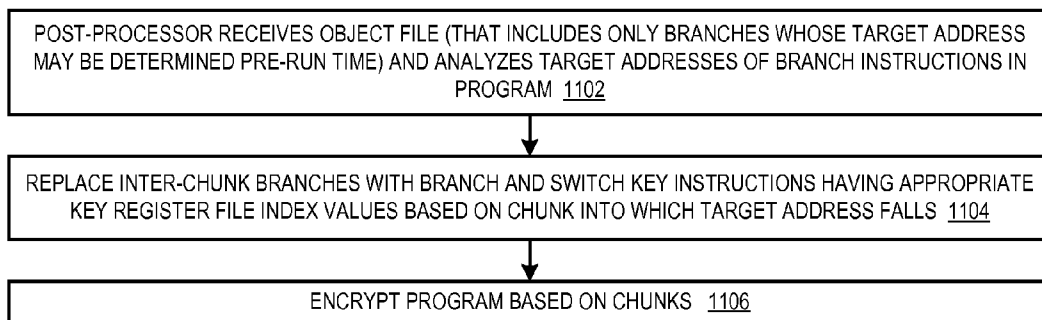 POST-PROCESSOR RECEIVES OBJECT FILE (THAT INCLUDES ONLY BRANCHES WHOSE TARGET ADDRESS
MAY BE DETERMINED PRE-RUN TIME) AND ANALYZES TARGET ADDRESSES OF BRANCH INSTRUCTIONS IN
PROGRAM 1102
REPLACE INTER-CHUNK BRANCHES WITH BRANCH AND SWITCH KEY INSTRUCTIONS HAVING APPROPRIATE
KEY REGISTER FILE INDEX VALUES BASED ON CHUNK INTO WHICH TARGET ADDRESS FALLS 1104
ENCRYPT PROGRAM BASED ON CHUNKS 1106